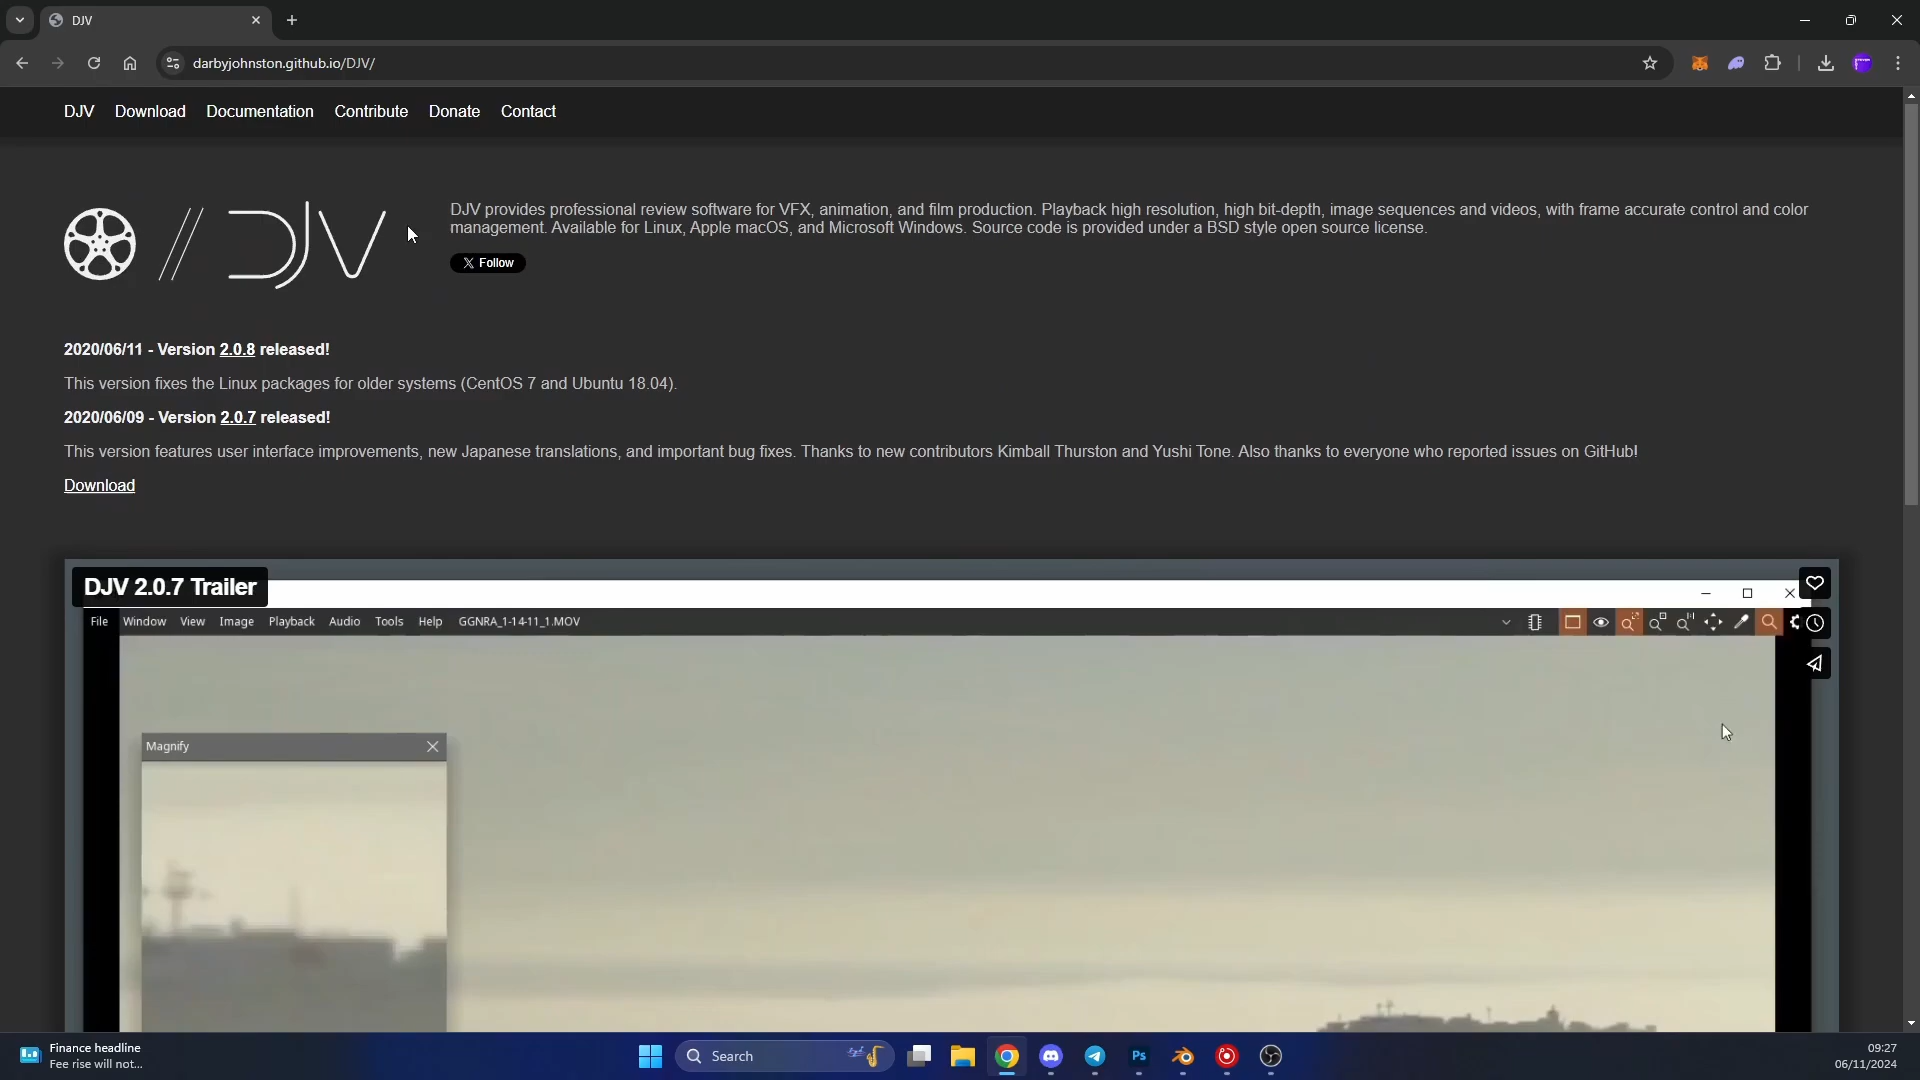 DJV
darbyjohnston.github.io/DJV/
DJV Download Documentation Contribute Donate Contact
// DJV
DJV provides professional review software for VFX, animation, and film production. Playback high resolution, high bit-depth, image sequences and videos, with frame accurate control and color
management. Available for Linux, Apple macOS, and Microsoft Windows. Source code is provided under a BSD style open source license.
X Follow
2020/06/11 - Version 2.0.8 released!
This version fixes the Linux packages for older systems (CentOS 7 and Ubuntu 18.04).
2020/06/09 - Version 2.0.7 released!
This version features user interface improvements, new Japanese translations, and important bug fixes. Thanks to new contributors Kimball Thurston and Yushi Tone. Also thanks to everyone who reported issues on GitHub!
Download
DJV 2.0.7 Trailer
File Window View Image Playback Audio Tools Help GGNRA_1-14-11_1.MOV
Magnify
Finance headline
Fee rise will not...
Search
Ps
09:27
06/11/2024